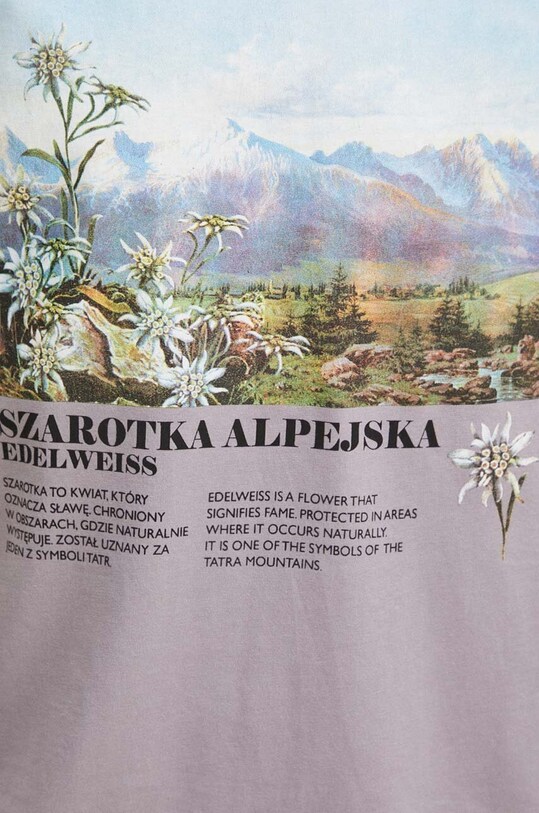 SZAROTKA ALPEJSKA
EDELWEISS
SZAROTKA TO KWIAT, KTÓRY
OZNACZA SŁAWĘ. CHRONIONY
W OBSZARACH, GDZIE NATURALNIE
WYSTĘPUJE. ZOSTAŁ UZNANY ZA
JEDEN Z SYMBOLI TATR.
EDELWEISS IS A FLOWER THAT
SIGNIFIES FAME. PROTECTED IN AREAS
WHERE IT OCCURS NATURALLY.
IT IS ONE OF THE SYMBOLS OF THE
TATRA MOUNTAINS.